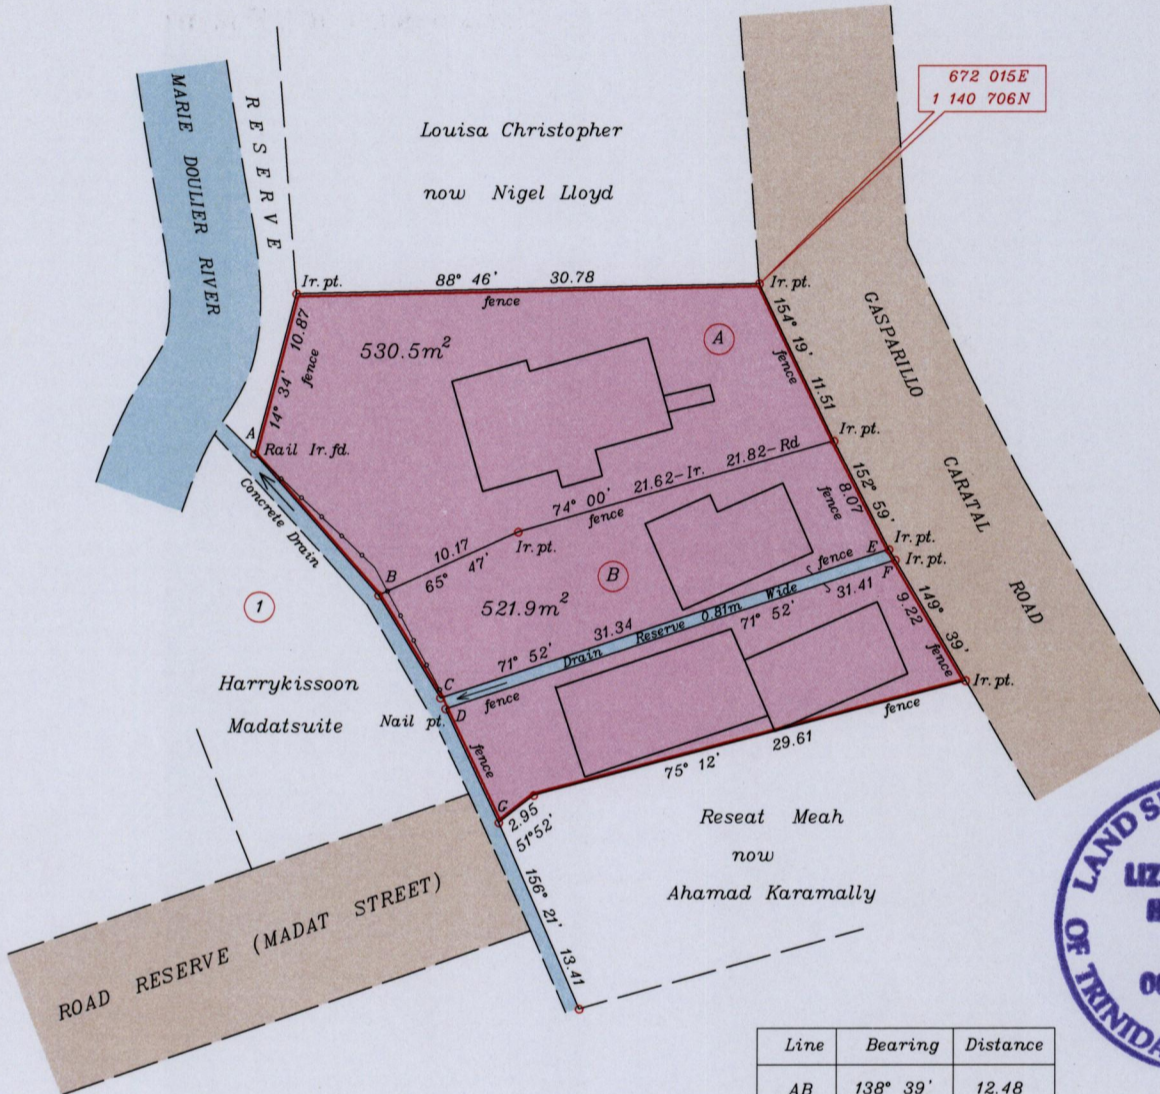 672 015E
1 140 706N
MARIE DOULIER RIVER
RESERVE
Louisa Christopher
now Nigel Lloyd
Ir. pt.
88° 46' 30.78
fence
Ir. pt.
GASPARILLO CARATAL ROAD
14° 34' 10.87
fence
530.5m²
A
154° 19' 11.51
fence
A
Rail Ir. fd.
Concrete Drain
Ir. pt.
74° 00' 21.62-Ir. 21.82-Rd
fence
Ir. pt.
10.17
65° 47'
B
152° 59'
8.07
fence
Ir. pt.
E
Ir. pt.
F
1
521.9m²
B
fence
31.34
71° 52'
Drain Reserve 0.81m Wide
71° 52' 31.41
fence
149° 39'
9.22
fence
Ir. pt.
C
D
Nail pt.
Harrykissoon
Madatsuite
fence
fence
29.61
75° 12'
G
2.95
51°52'
Reseat Meah
now
Ahamad Karamally
156° 21' 13.41
ROAD RESERVE (MADAT STREET)
LAND
OF TRINIDA
LIZ
Line Bearing Distance
AB 138° 39' 12.48